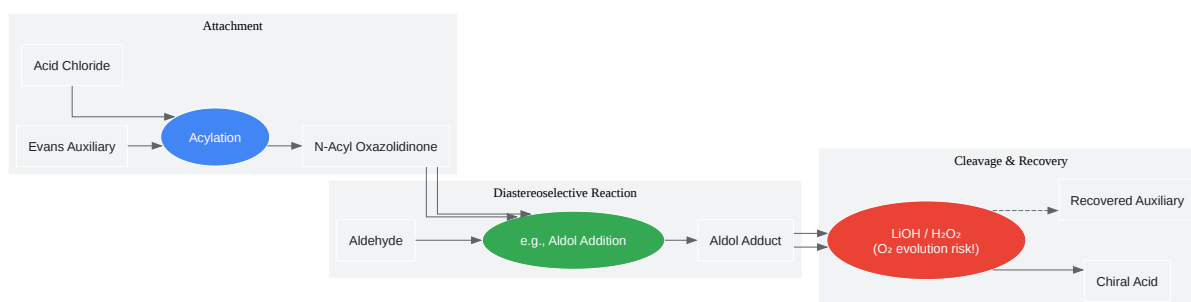 Attachment
Acid Chloride
Evans Auxiliary
Acylation
N-Acyl Oxazolidinone
Diastereoselective Reaction
Aldehyde
e.g., Aldol Addition
Aldol Adduct
Cleavage & Recovery
LiOH / H₂O₂
(O₂ evolution risk!)
Recovered Auxiliary
Chiral Acid